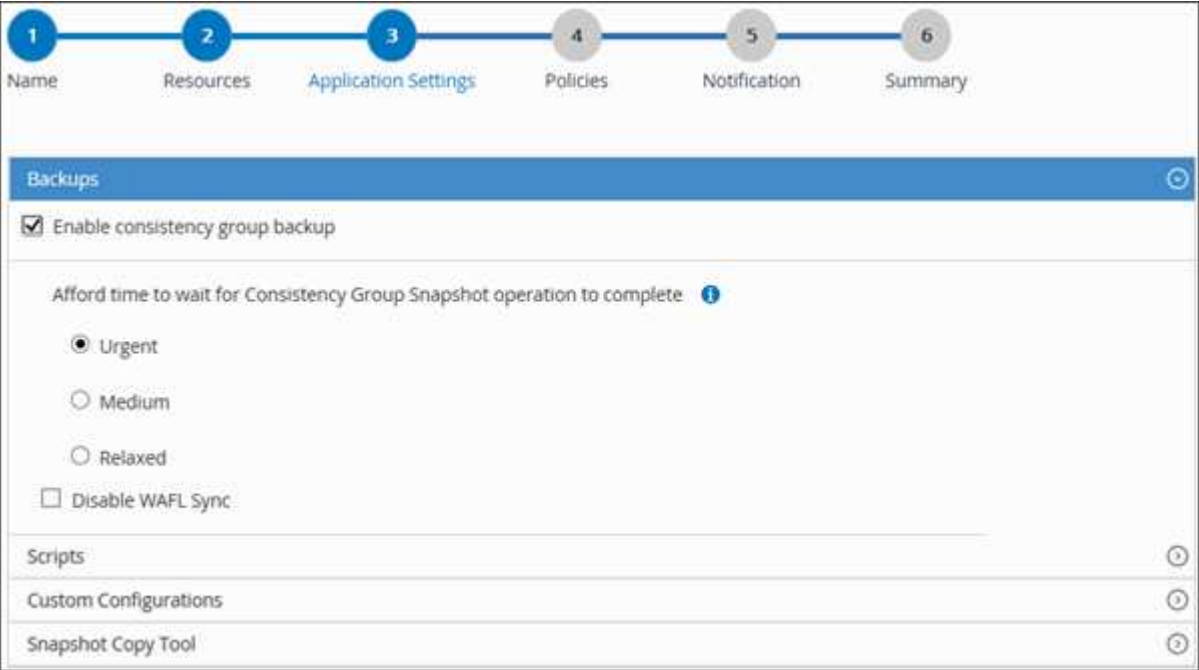 1 2 3 4 5 6
Name Resources Application Settings Policies Notification Summary
Backups
Enable consistency group backup
Afford time to wait for Consistency Group Snapshot operation to complete
Urgent
Medium
Relaxed
Disable WAFL Sync
Scripts
Custom Configurations
Snapshot Copy Tool